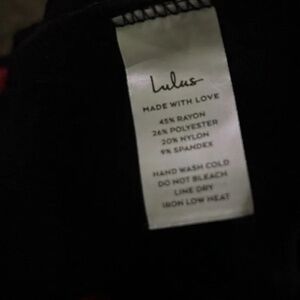 Lulus
MADE WITH LOVE
45% RAYON
26% POLYESTER
20% NYLON
9% SPANDEX
HAND WASH COLD
DO NOT BLEACH
LINE DRY
IRON LOW HEAT